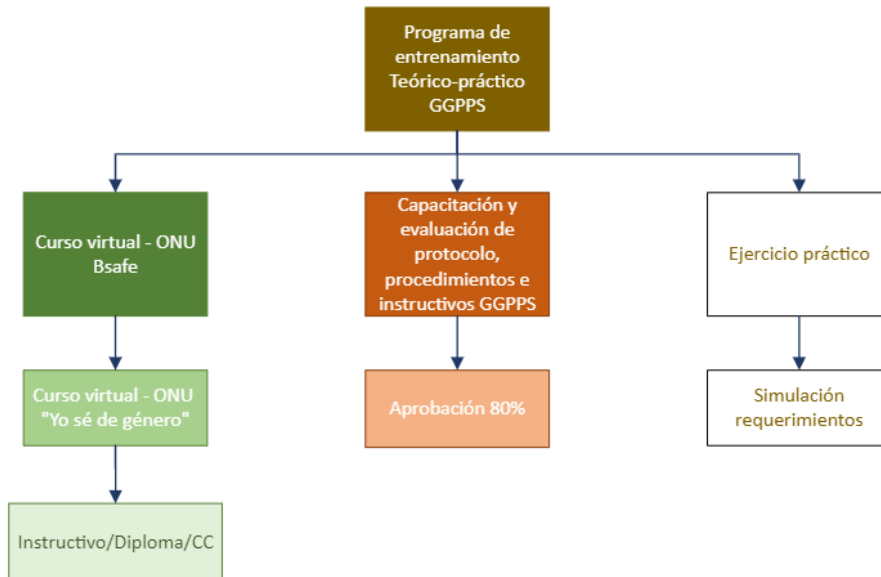 Programa de
entrenamiento
Teórico-práctico
GGPPS
Curso virtual - ONU
Bsafe
Capacitación y
evaluación de
protocolo,
procedimientos e
instructivos GGPPS
Ejercicio práctico
Curso virtual - ONU
"Yo sé de género"
Aprobación 80%
Simulación
requerimientos
Instructivo/Diploma/CC